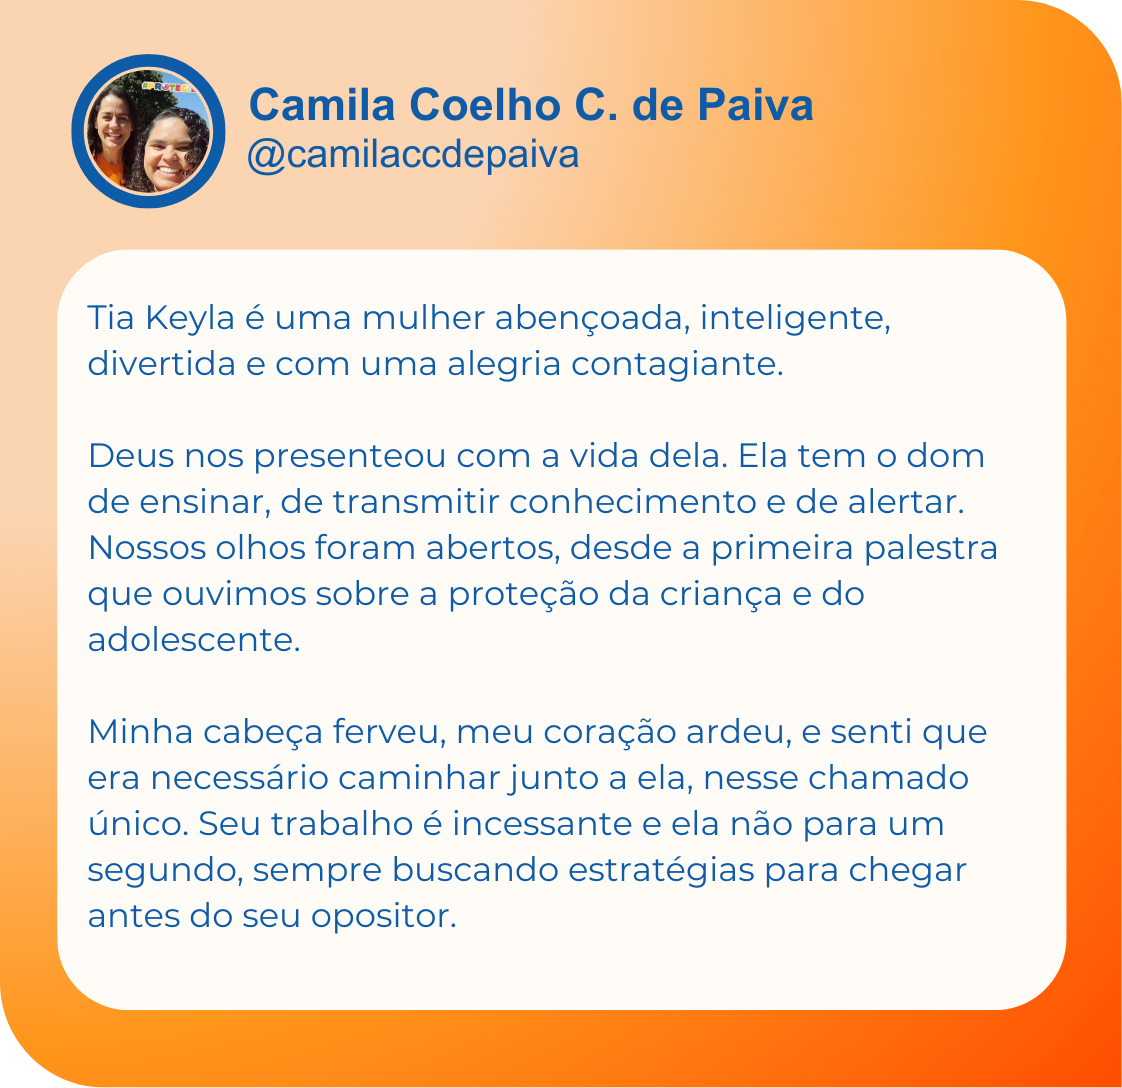 Camila Coelho C. de Paiva
@camilaccdepaiva
Tia Keyla é uma mulher abençoada, inteligente,
divertida e com uma alegria contagiante.
Deus nos presenteou com a vida dela. Ela tem o dom
de ensinar, de transmitir conhecimento e de alertar.
Nossos olhos foram abertos, desde a primeira palestra
que ouvimos sobre a proteção da criança e do
adolescente.
Minha cabeça ferveu, meu coração ardeu, e senti que
era necessário caminhar junto a ela, nesse chamado
único. Seu trabalho é incessante e ela não para um
segundo, sempre buscando estratégias para chegar
antes do seu opositor.